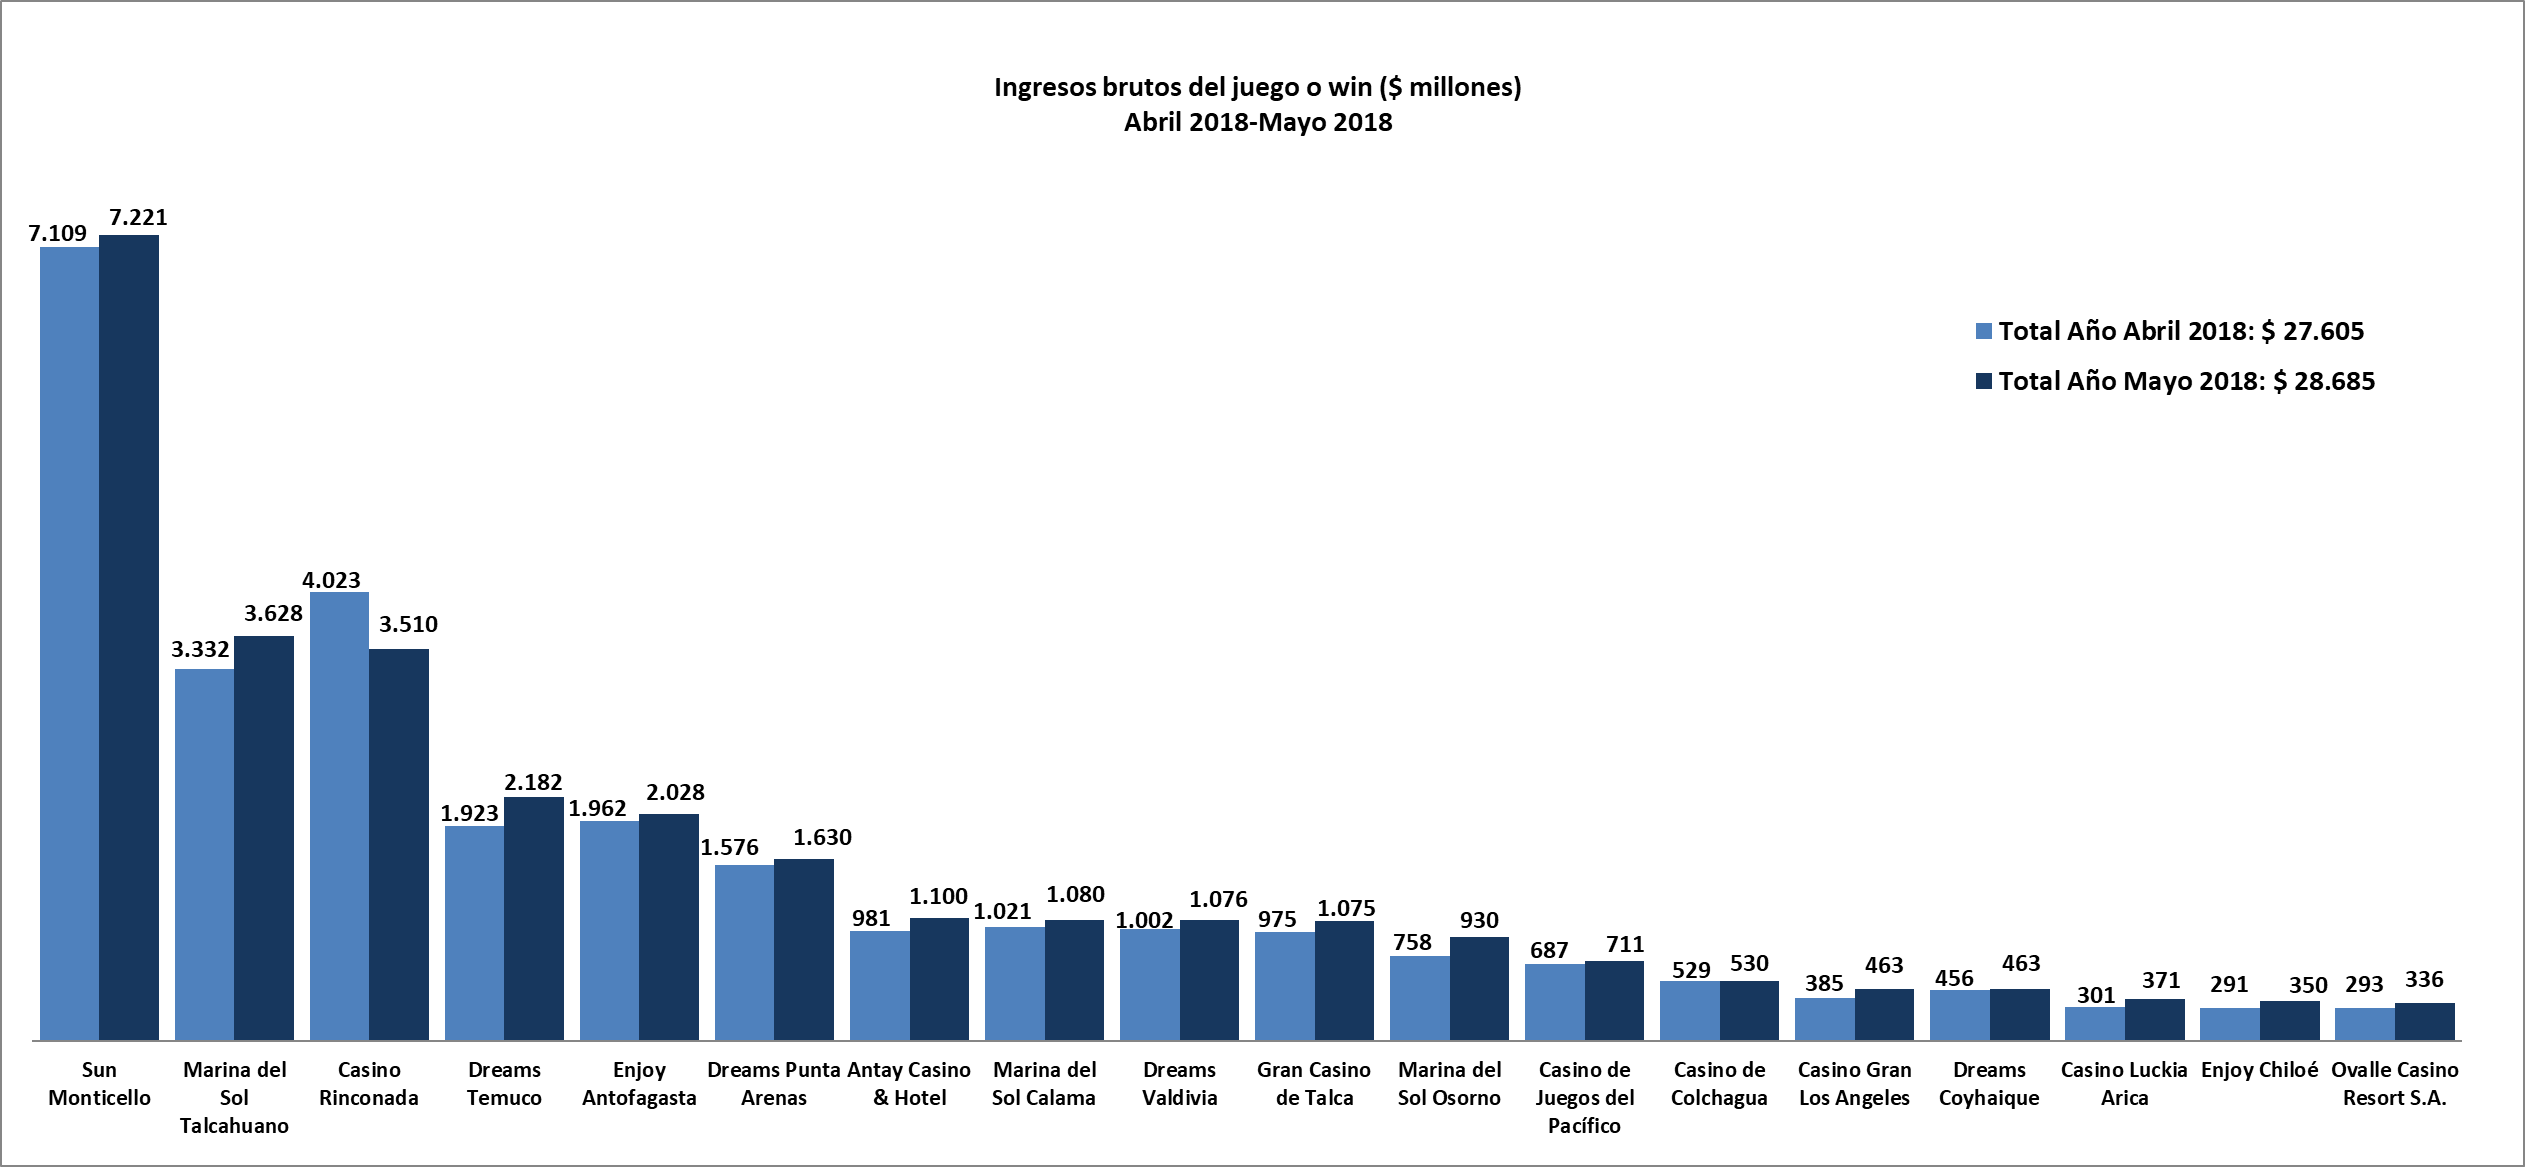 Ingresos brutos del juego o win ($ millones)
Abril 2018-Mayo 2018
Total Año Abril 2018: $ 27.605
Total Año Mayo 2018: $ 28.685
7.109
7.221
3.332
3.628
4.023
3.510
1.923
2.182
1.962
2.028
1.576
1.630
981
1.100
1.021
1.080
1.002
1.076
975
1.075
758
930
687
711
529
530
385
463
456
463
301
371
291
350
293
336
Sun
Monticello
Marina del
Sol
Talcahuano
Casino
Rinconada
Dreams
Temuco
Enjoy
Antofagasta
Dreams Punta
Arenas
Antay Casino
& Hotel
Marina del
Sol Calama
Dreams
Valdivia
Gran Casino
de Talca
Marina del
Sol Osorno
Casino de
Juegos del
Pacífico
Casino de
Colchagua
Casino Gran
Los Angeles
Dreams
Coyhaique
Casino Luckia
Arica
Enjoy Chiloé
Ovalle Casino
Resort S.A.